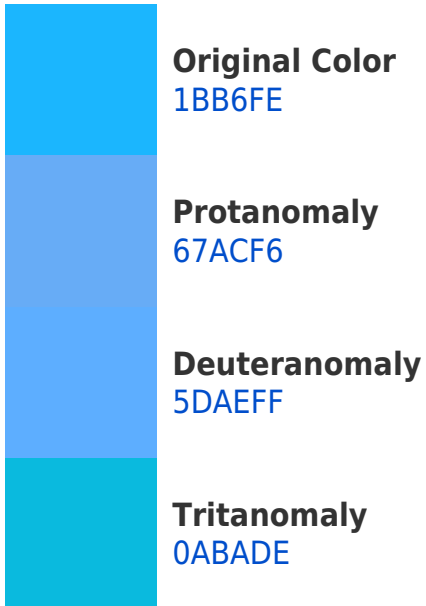 Original Color
1BB6FE
Protanomaly
67ACF6
Deuteranomaly
5DAEFF
Tritanomaly
0ABADE